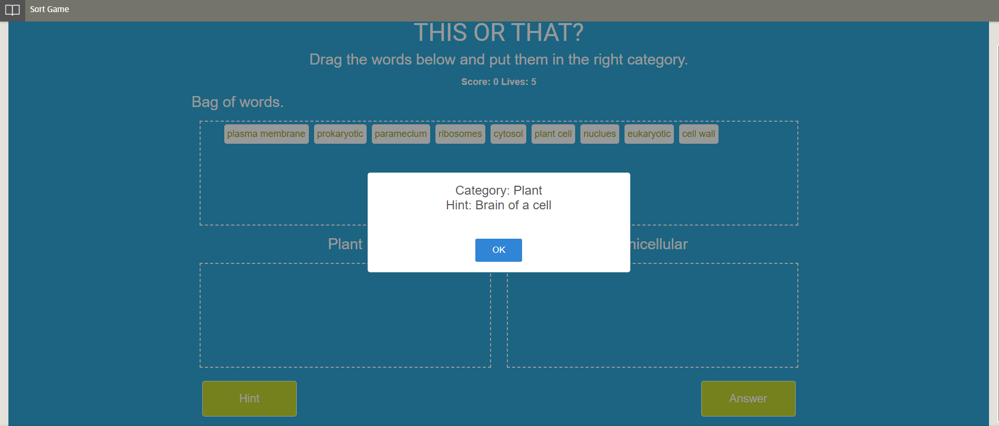 Sort Game
THIS OR THAT?
Drag the words below and put them in the right category.
Score: 0 Lives: 5
Bag of words.
plasma membrane prokaryotic paramecium ribosomes cytosol plant cell nuclues eukaryotic cell wall
Category: Plant
Hint: Brain of a cell
OK
Plant nicellular
Hint Answer